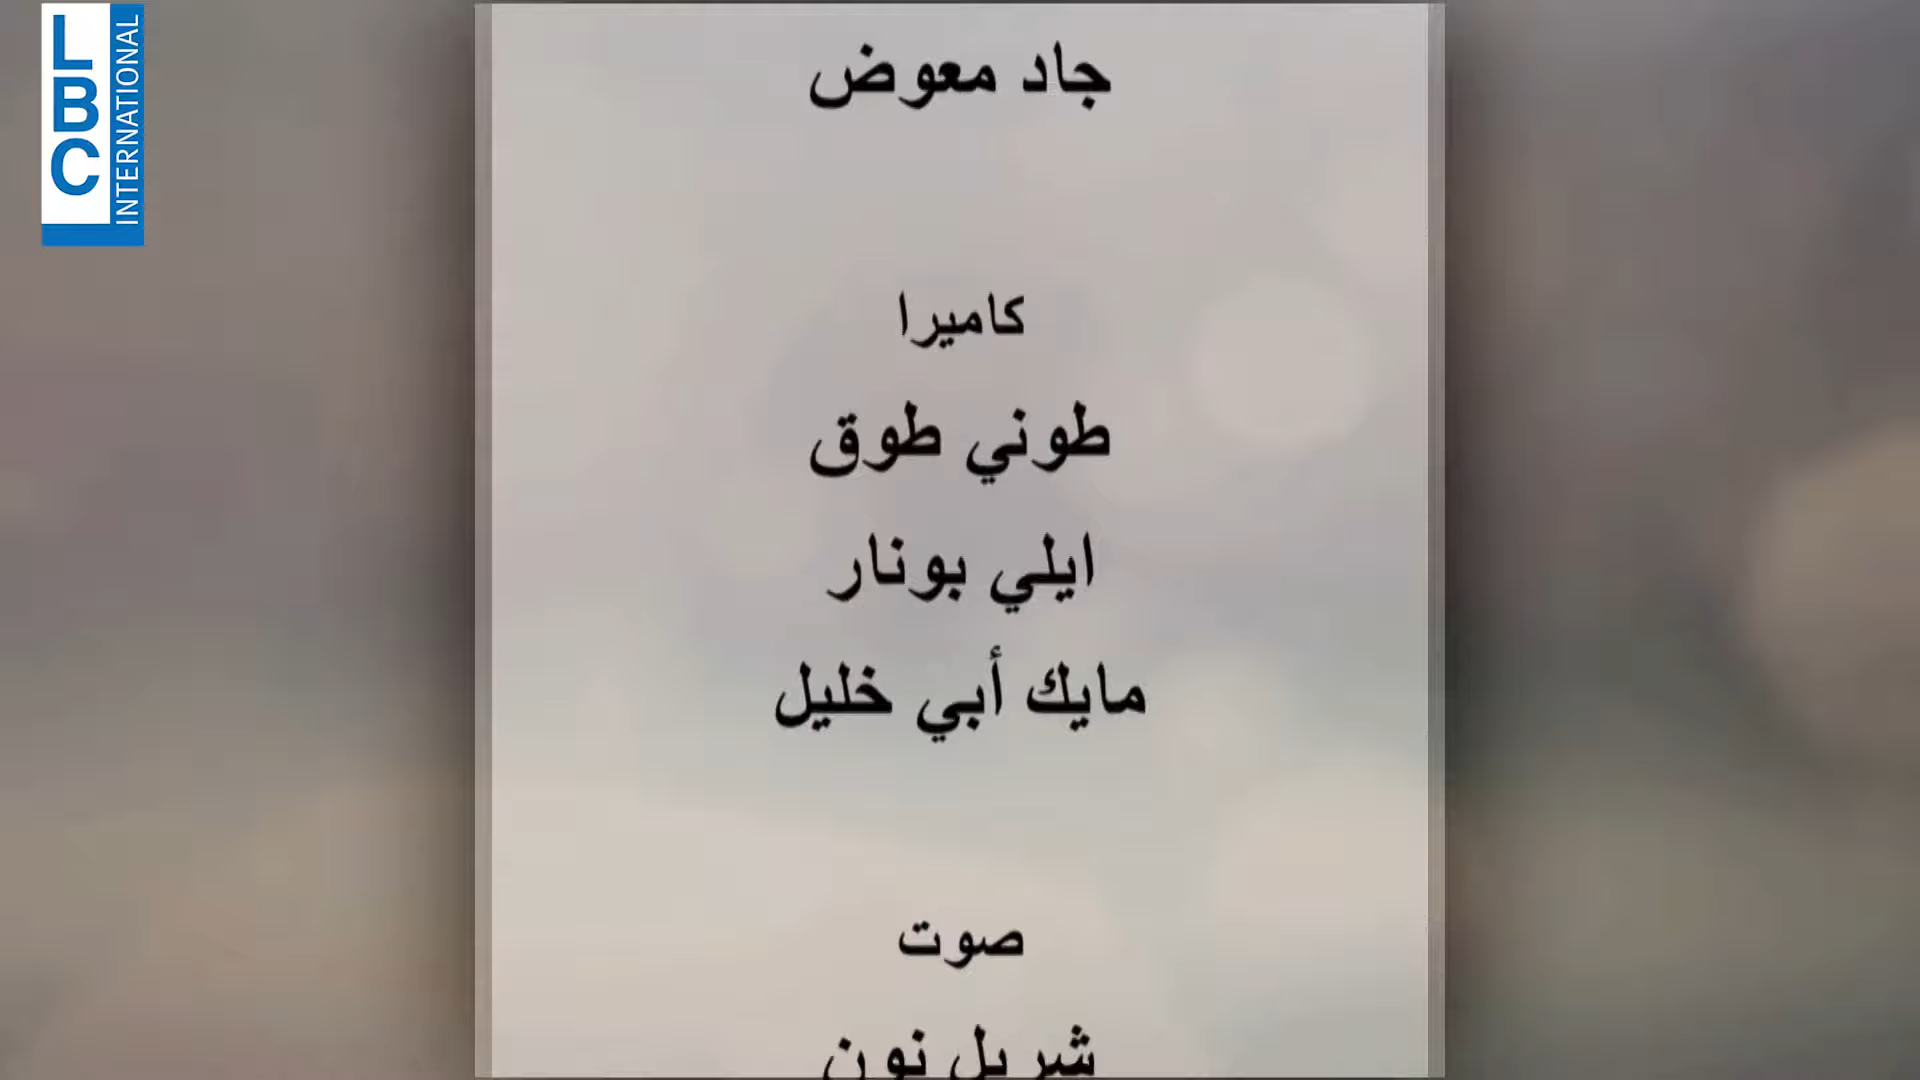 LBC
INTERNATIONAL
جاد معوض
كاميرا
طوني طوق
ايلي بونار
مايك أبي خليل
صوت
شربل نون